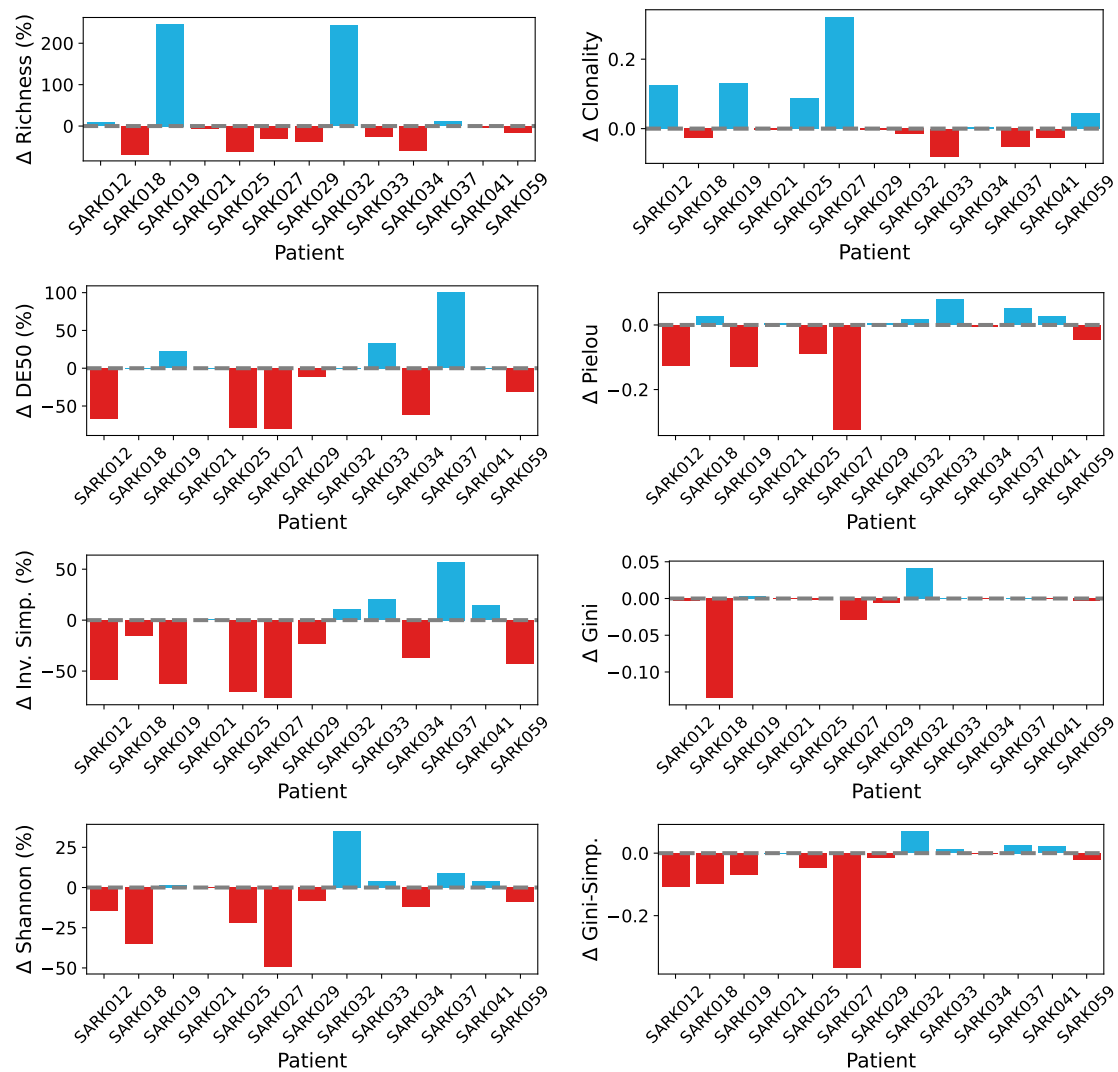 Δ Richness (%)
200
100
0
SARK012 SARK018 SARK019 SARK021 SARK025 SARK027 SARK029 SARK032 SARK033 SARK034 SARK037 SARK041 SARK059
Patient
Δ Clonality
0.2
0.0
SARK012 SARK018 SARK019 SARK021 SARK025 SARK027 SARK029 SARK032 SARK033 SARK034 SARK037 SARK041 SARK059
Patient
Δ DE50 (%)
100
50
0
−50
SARK012 SARK018 SARK019 SARK021 SARK025 SARK027 SARK029 SARK032 SARK033 SARK034 SARK037 SARK041 SARK059
Patient
Δ Pielou
0.0
−0.2
SARK012 SARK018 SARK019 SARK021 SARK025 SARK027 SARK029 SARK032 SARK033 SARK034 SARK037 SARK041 SARK059
Patient
Δ Inv. Simp. (%)
50
0
−50
SARK012 SARK018 SARK019 SARK021 SARK025 SARK027 SARK029 SARK032 SARK033 SARK034 SARK037 SARK041 SARK059
Patient
Δ Gini
0.05
0.00
−0.05
−0.10
SARK012 SARK018 SARK019 SARK021 SARK025 SARK027 SARK029 SARK032 SARK033 SARK034 SARK037 SARK041 SARK059
Patient
Δ Shannon (%)
25
0
−25
−50
SARK012 SARK018 SARK019 SARK021 SARK025 SARK027 SARK029 SARK032 SARK033 SARK034 SARK037 SARK041 SARK059
Patient
Δ Gini-Simp.
0.0
−0.2
SARK012 SARK018 SARK019 SARK021 SARK025 SARK027 SARK029 SARK032 SARK033 SARK034 SARK037 SARK041 SARK059
Patient